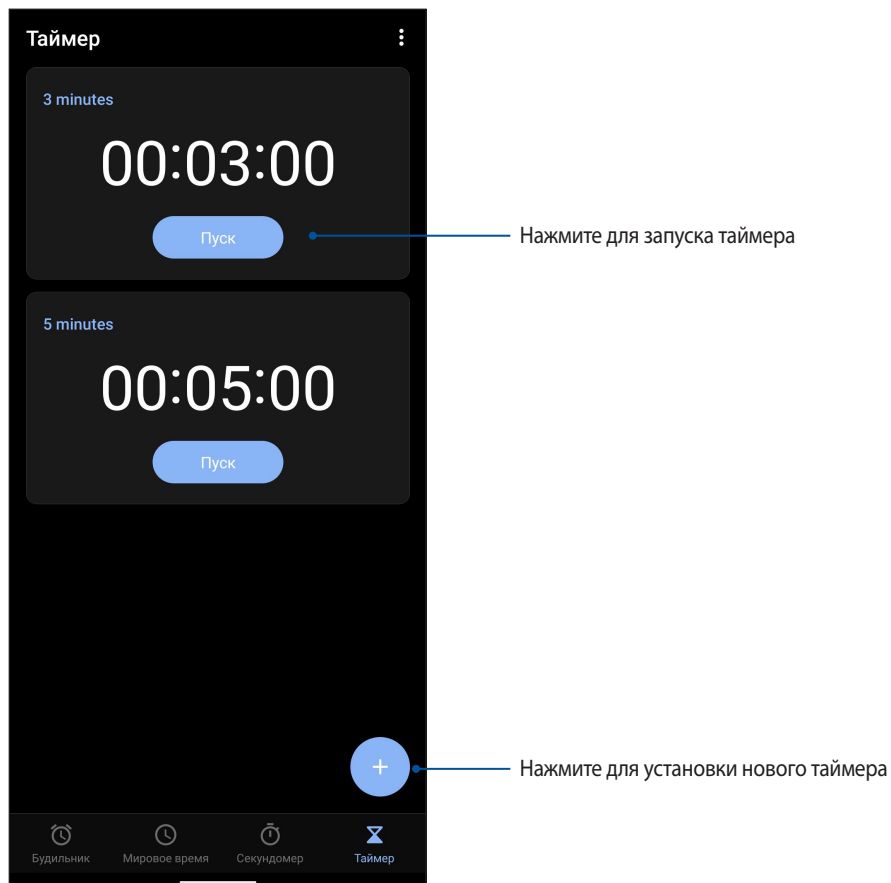 Таймер
3 minutes
00:03:00
Пуск
Нажмите для запуска таймера
5 minutes
00:05:00
Пуск
+
Нажмите для установки нового таймера
Будильник
Мировое время
Секундомер
Таймер